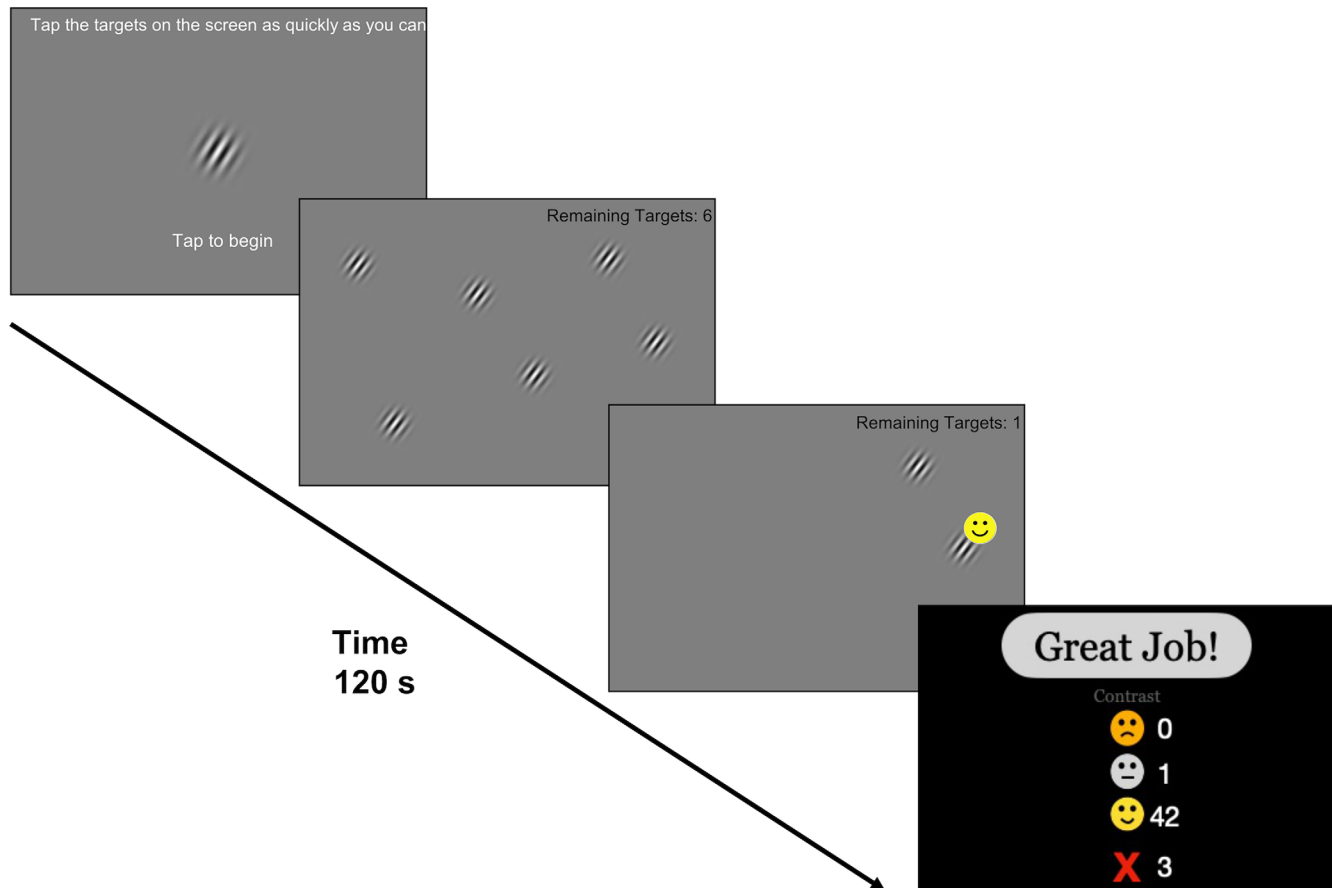 Tap the targets on the screen as quickly as you can
Tap to begin
Remaining Targets: 6
Remaining Targets: 1
Time
120 s
Great Job!
Contrast
0
1
42
X 3